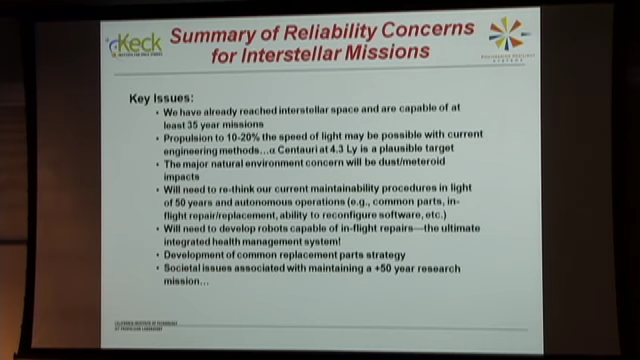 Keck
Summary of Reliability Concerns
for Interstellar Missions
Key Issues:
• We have already reached interstellar space and are capable of at
least 35 year missions
• Propulsion to 10-20% the speed of light may be possible with current
engineering methods…α Centauri at 4.3 Ly is a plausible target
• The major natural environment concern will be dust/meteroid
impacts
• Will need to re-think our current maintainability procedures in light
of 50 years and autonomous operations (e.g., common parts, in-
flight repair/replacement, ability to reconfigure software, etc.)
• Will need to develop robots capable of in-flight repairs—the ultimate
integrated health management system!
• Development of common replacement parts strategy
• Societal issues associated with maintaining a +50 year research
mission…